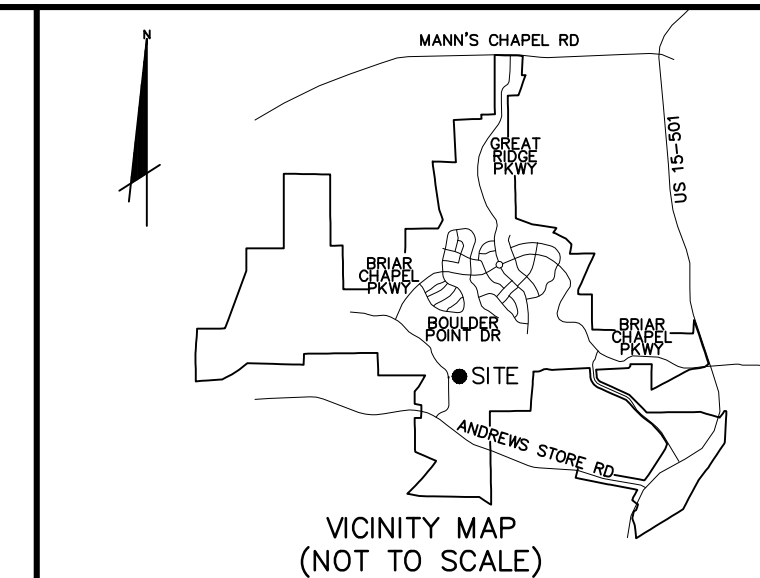 N
MANN'S CHAPEL RD
US 15-501
GREAT
RIDGE
PKWY
BRIAR
CHAPEL
PKWY
BOULDER
POINT DR
BRIAR
CHAPEL
PKWY
SITE
ANDREWS STORE RD
VICINITY MAP
(NOT TO SCALE)